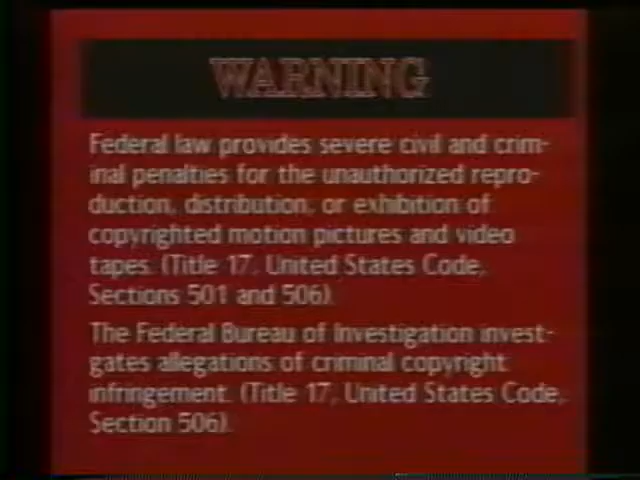 WARNING
Federal law provides severe civil and crim-
inal penalties for the unauthorized repro-
duction, distribution, or exhibition of
copyrighted motion pictures and video
tapes. (Title 17, United States Code,
Sections 501 and 506).
The Federal Bureau of Investigation invest-
gates allegations of criminal copyright
infringement. (Title 17, United States Code,
Section 506).